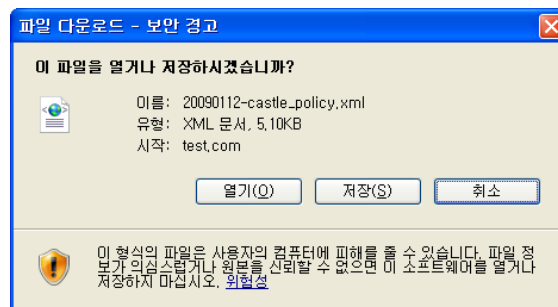 파일 다운로드 - 보안 경고
이 파일을 열거나 저장하시겠습니까?
이름: 20090112-castle_policy,xml
유형: XML 문서, 5,10KB
시작: test,com
열기(O) 저장(S) 취소
이 형식의 파일은 사용자의 컴퓨터에 피해를 줄 수 있습니다. 파일 정
보가 의심스럽거나 원본을 신뢰할 수 없으면 이 소프트웨어를 열거나
저장하지 마십시오. 위험성